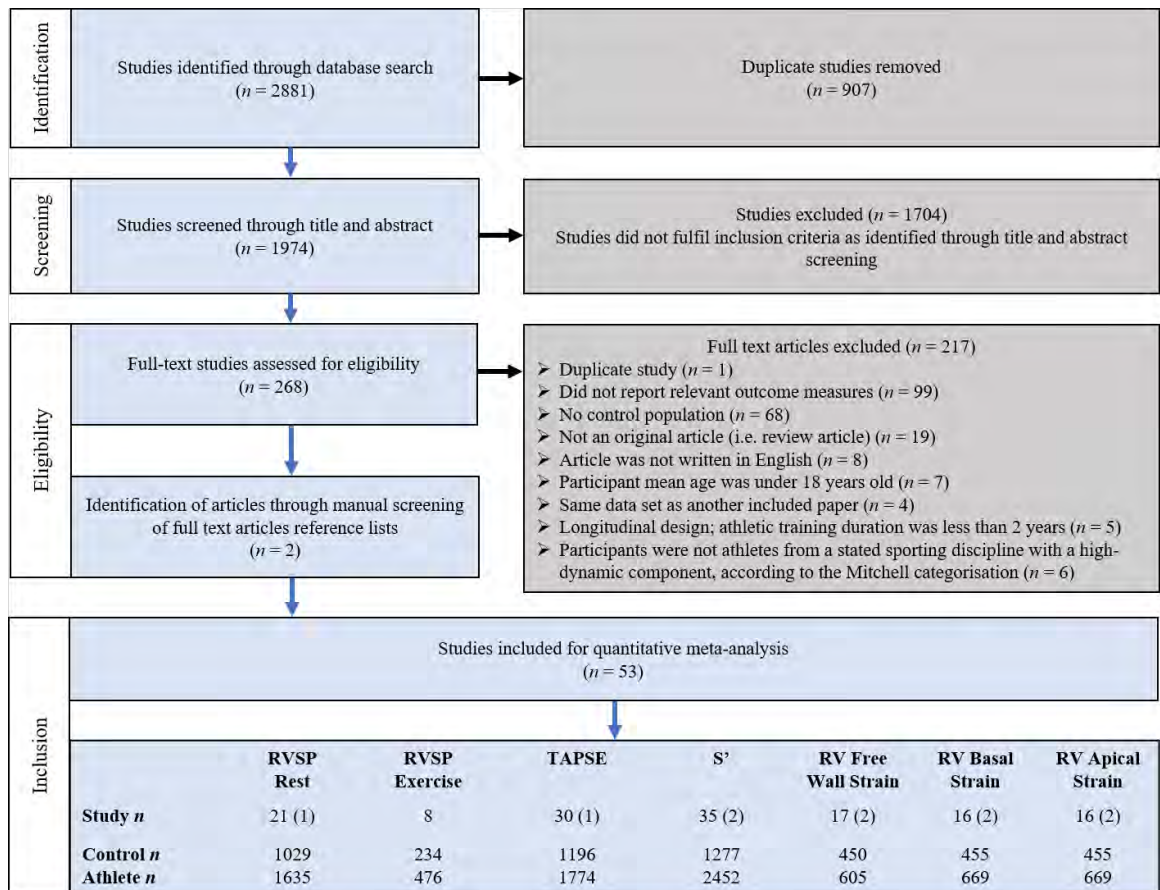 Identification
Studies identified through database search
(n = 2881)
Duplicate studies removed
(n = 907)
Screening
Studies screened through title and abstract
(n = 1974)
Studies excluded (n = 1704)
Studies did not fulfil inclusion criteria as identified through title and abstract
screening
Eligibility
Full-text studies assessed for eligibility
(n = 268)
Identification of articles through manual screening
of full text articles reference lists
(n = 2)
Full text articles excluded (n = 217)
➢ Duplicate study (n = 1)
➢ Did not report relevant outcome measures (n = 99)
➢ No control population (n = 68)
➢ Not an original article (i.e. review article) (n = 19)
➢ Article was not written in English (n = 8)
➢ Participant mean age was under 18 years old (n = 7)
➢ Same data set as another included paper (n = 4)
➢ Longitudinal design; athletic training duration was less than 2 years (n = 5)
➢ Participants were not athletes from a stated sporting discipline with a high-
dynamic component, according to the Mitchell categorisation (n = 6)
Inclusion
Studies included for quantitative meta-analysis
(n = 53)
RVSP RVSP TAPSE S’ RV Free RV Basal RV Apical
Rest Exercise Wall Strain Strain Strain
Study n 21 (1) 8 30 (1) 35 (2) 17 (2) 16 (2) 16 (2)
Control n 1029 234 1196 1277 450 455 455
Athlete n 1635 476 1774 2452 605 669 669